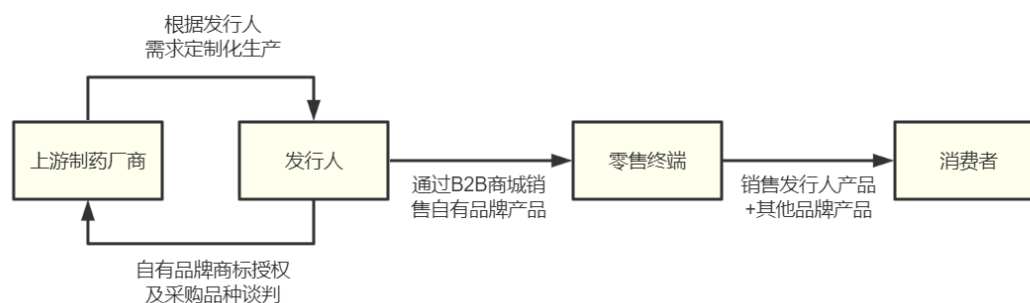 根据发行人
需求定制化生产
上游制药厂商
发行人
零售终端
消费者
通过B2B商城销
售自有品牌产品
销售发行人产品
+其他品牌产品
自有品牌商标授权
及采购品种谈判